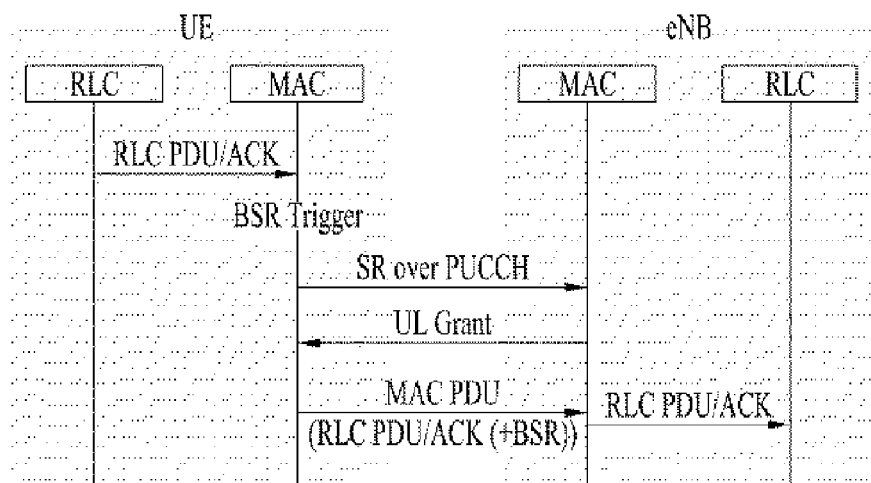 UE
eNB
RLC
MAC
MAC
RLC
RLC PDU/ACK
BSR Trigger
SR over PUCCH
UL Grant
MAC PDU
(RLC PDU/ACK (+BSR))
RLC PDU/ACK